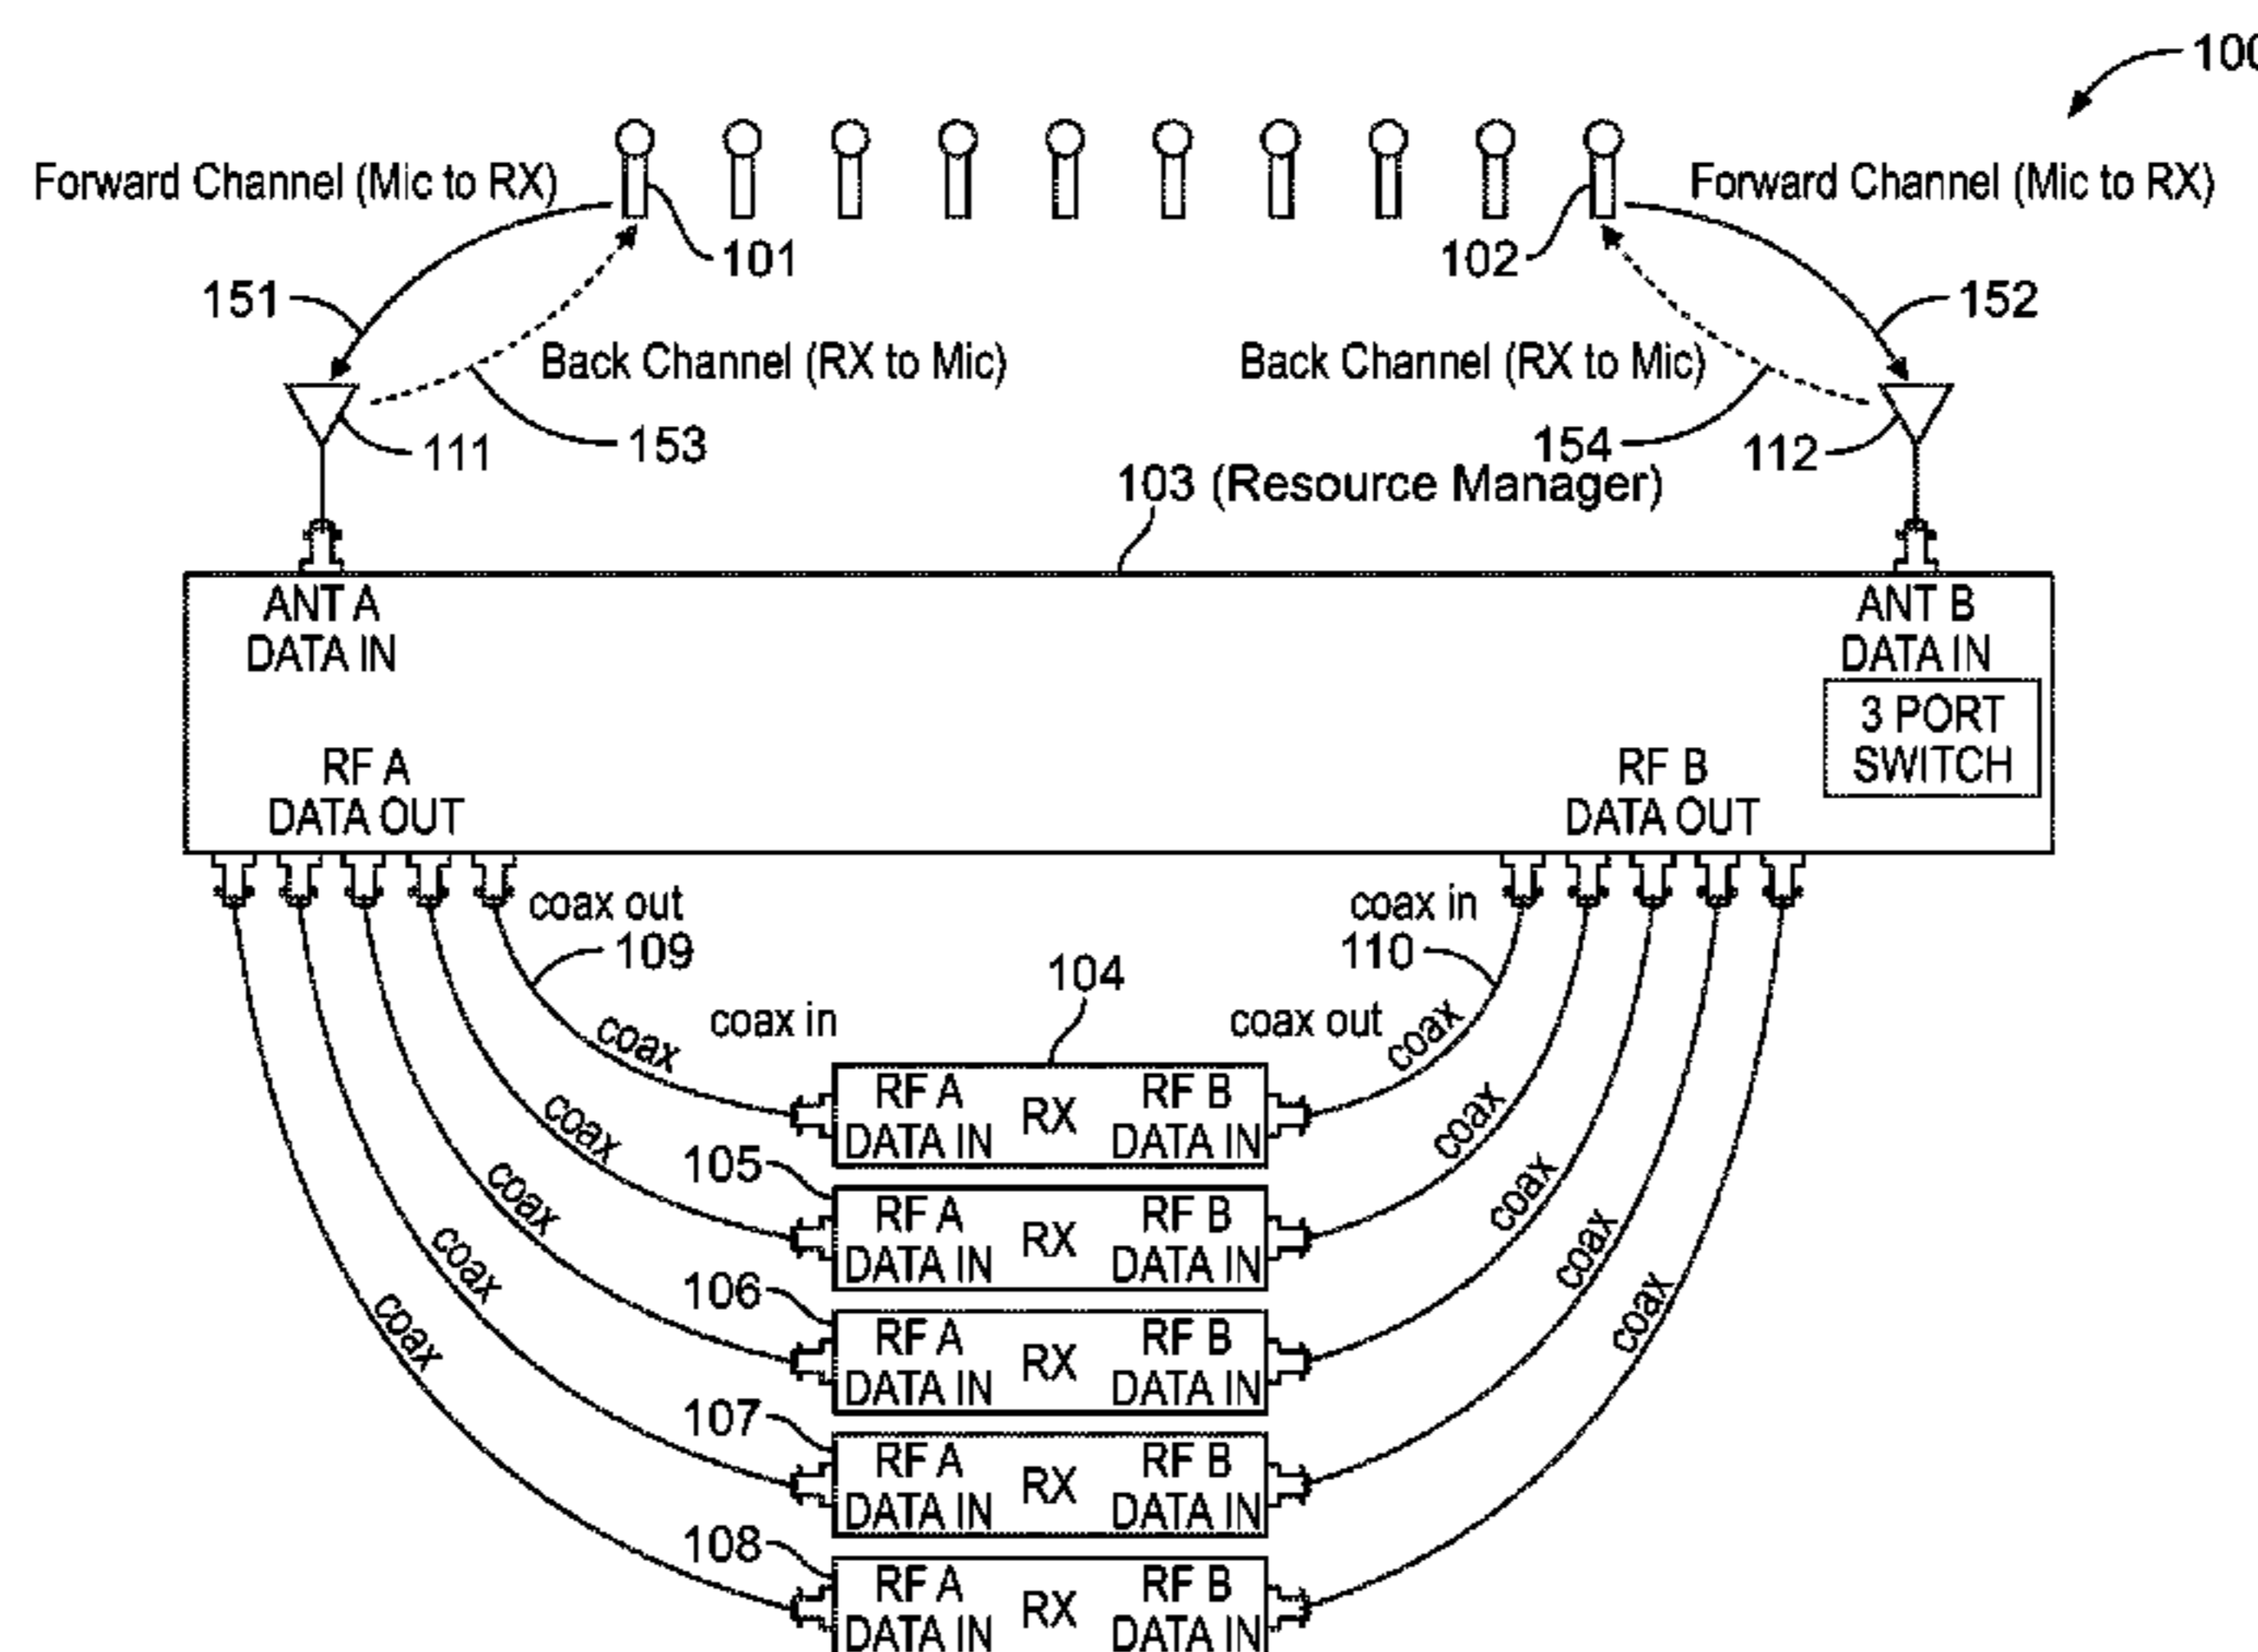 100
Forward Channel (Mic to RX)
Forward Channel (Mic to RX)
101
102
151
152
Back Channel (RX to Mic)
Back Channel (RX to Mic)
111
153
154
112
103 (Resource Manager)
ANT A
DATA IN
ANT B
DATA IN
3 PORT
SWITCH
RF A
DATA OUT
RF B
DATA OUT
coax out
109
coax in
110
104
coax in
coax out
coax
coax
RF A
DATA IN
RX
RF B
DATA IN
coax
coax
105
RF A
DATA IN
RX
RF B
DATA IN
coax
coax
106
RF A
DATA IN
RX
RF B
DATA IN
coax
coax
107
RF A
DATA IN
RX
RF B
DATA IN
coax
coax
108
RF A
DATA IN
RX
RF B
DATA IN